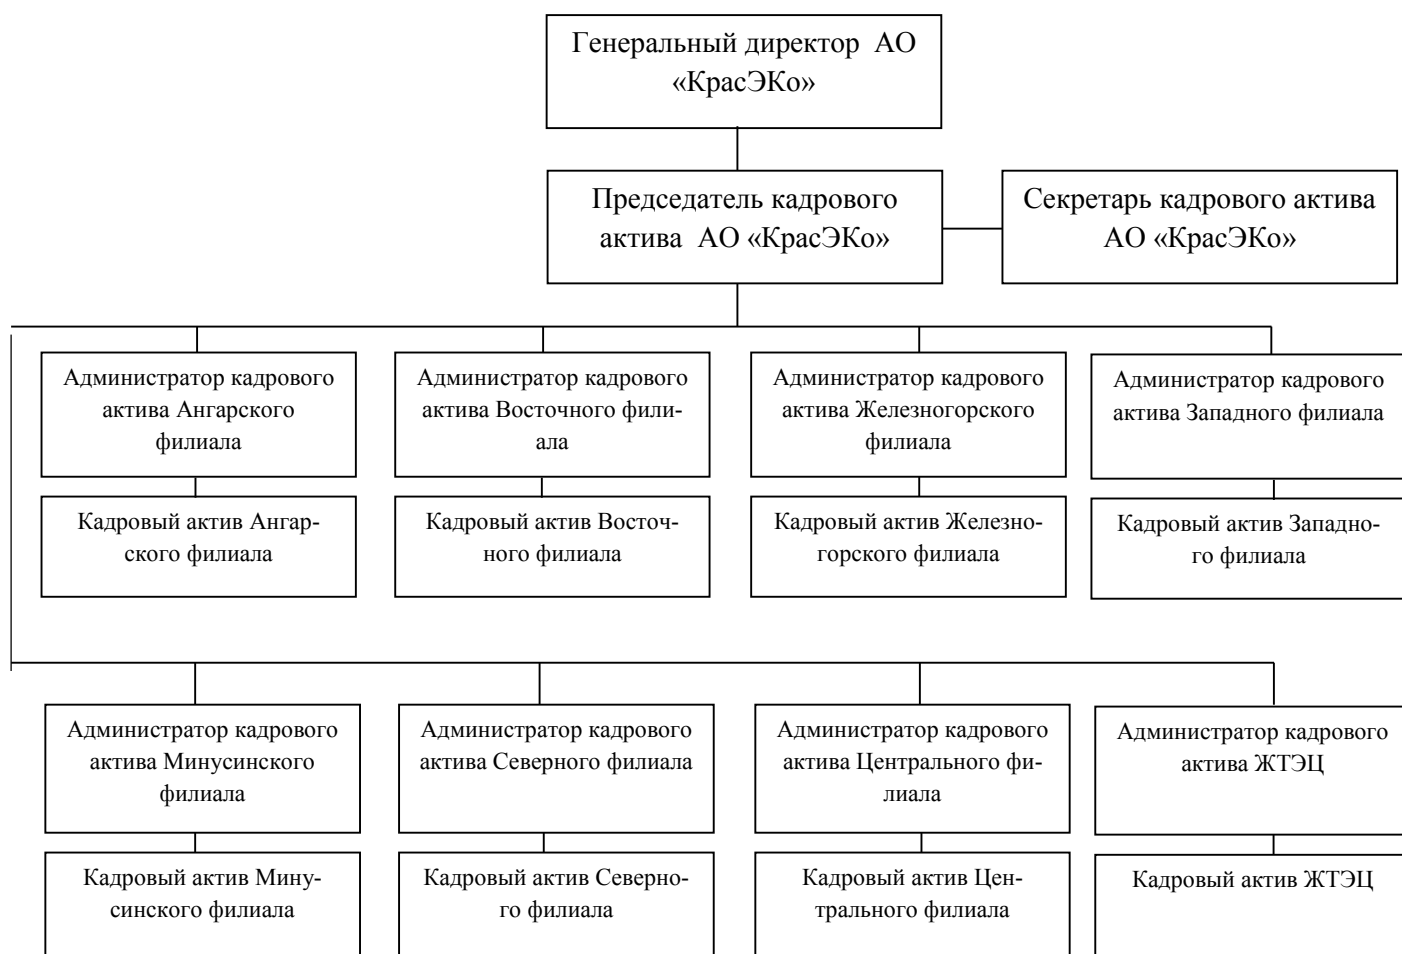 Генеральный директор АО
«КрасЭКо»
Председатель кадрового
актива АО «КрасЭКо»
Секретарь кадрового актива
АО «КрасЭКо»
Администратор кадрового
актива Ангарского
филиала
Администратор кадрового
актива Восточного фили-
ала
Администратор кадрового
актива Железногорского
филиала
Администратор кадрового
актива Западного филиала
Кадровый актив Ангар-
ского филиала
Кадровый актив Восточ-
ного филиала
Кадровый актив Железно-
горского филиала
Кадровый актив Западно-
го филиала
Администратор кадрового
актива Минусинского
филиала
Администратор кадрового
актива Северного филиала
Администратор кадрового
актива Центрального фи-
лиала
Администратор кадрового
актива ЖТЭЦ
Кадровый актив Мину-
синского филиала
Кадровый актив Северно-
го филиала
Кадровый актив Цен-
трального филиала
Кадровый актив ЖТЭЦ